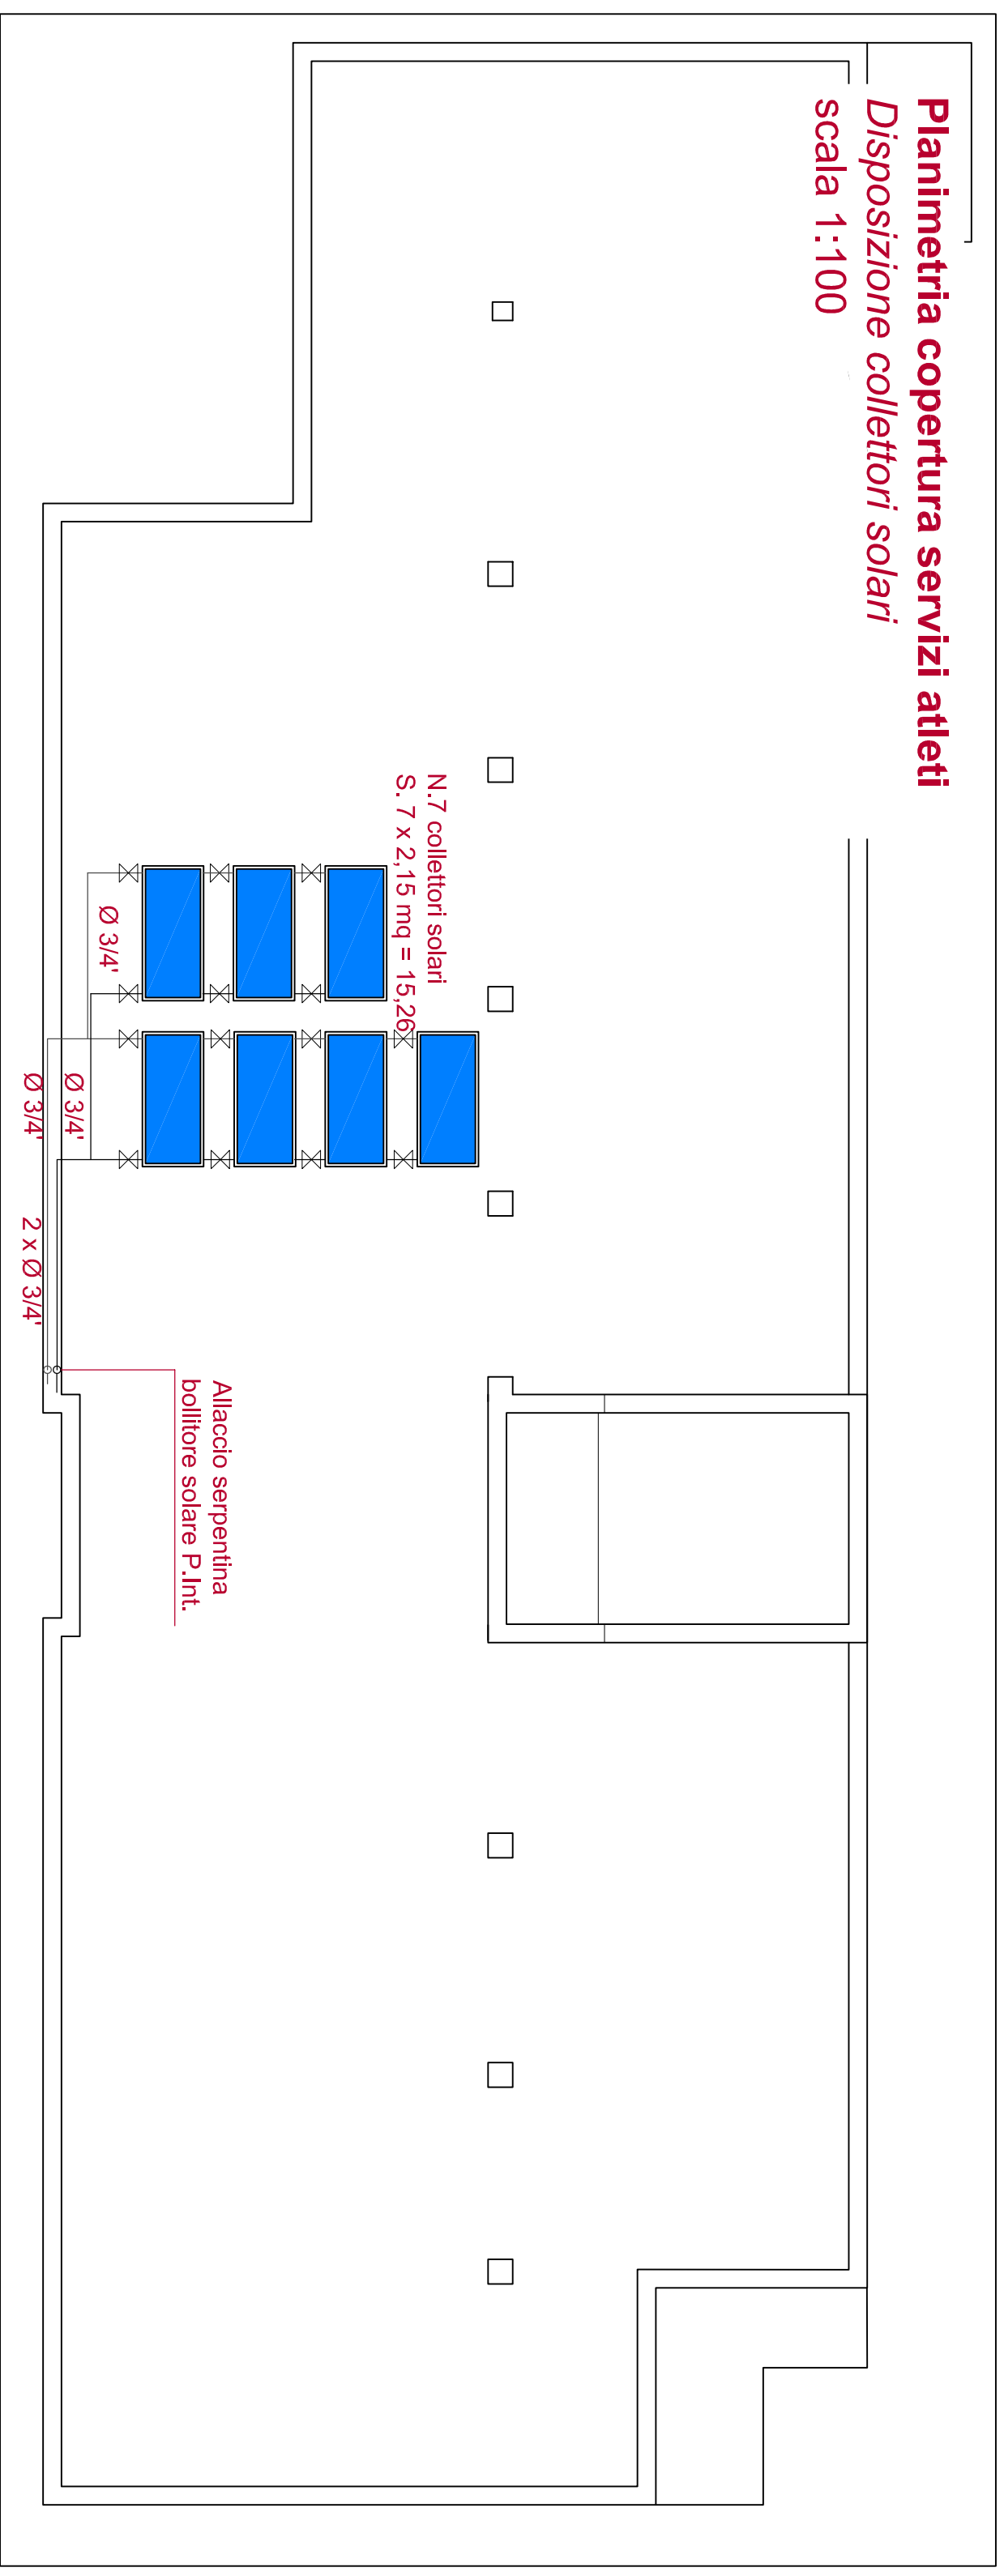 Planimetria copertura servizi atleti
Disposizione collettori solari
scala 1:100
N.7 collettori solari
S. 7 x 2,15 mq = 15,26
Ø 3/4'
Ø 3/4'
Ø 3/4'
2 x Ø 3/4'
Allaccio serpentina
bollitore solare P.Int.